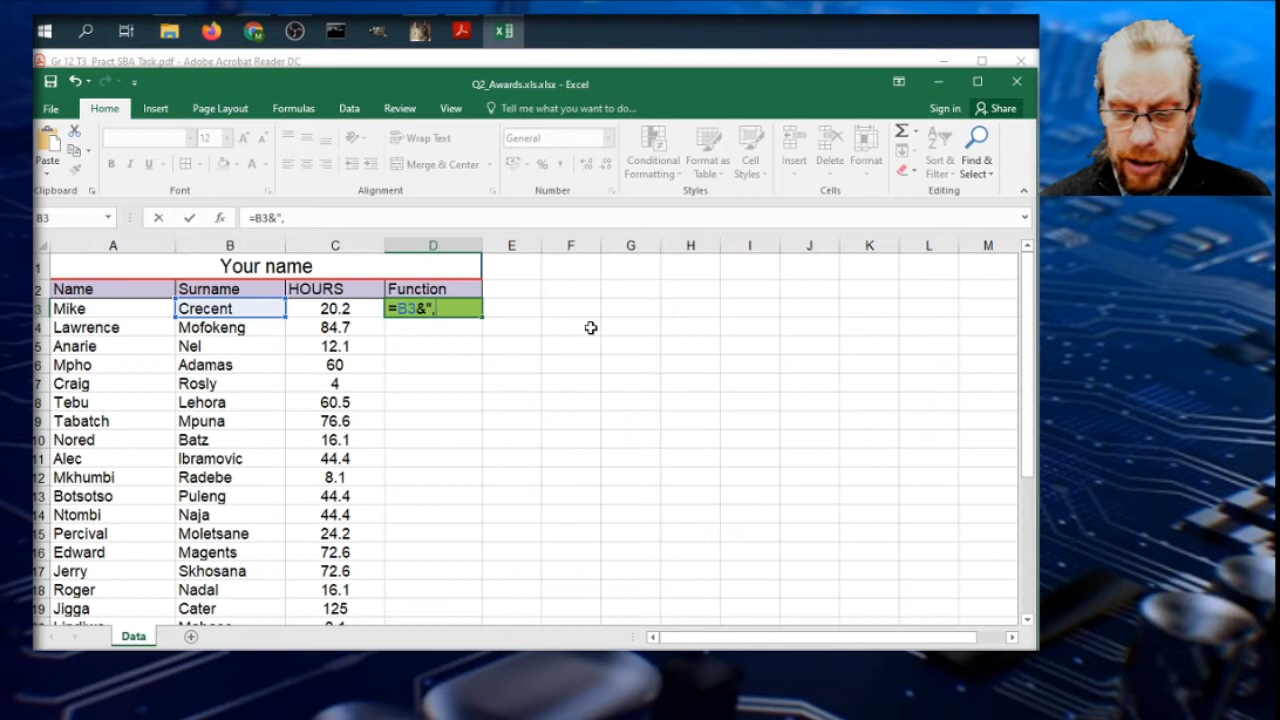 Gr 12 T3 Pract SBA Task.pdf - Adobe Acrobat Reader DC
Q2_Awards.xls.xlsx - Excel
File Home Insert Page Layout Formulas Data Review View Tell me what you want to do... Sign in Share
12 A A Wrap Text General Σ
Paste B I U A Merge & Center % , Conditional Formatting Format as Table Cell Styles Insert Delete Format Sort & Filter Find & Select
Clipboard Font Alignment Number Styles Cells Editing
B3 fx =B3&",
A B C D E F G H I J K L M
1 Your name
2 Name Surname HOURS Function
3 Mike Crecent 20.2 =B3&",
4 Lawrence Mofokeng 84.7
5 Anarie Nel 12.1
6 Mpho Adamas 60
7 Craig Rosly 4
8 Tebu Lehora 60.5
9 Tabatch Mpuna 76.6
10 Nored Batz 16.1
11 Alec Ibramovic 44.4
12 Mkhumbi Radebe 8.1
13 Botsotso Puleng 44.4
14 Ntombi Naja 44.4
15 Percival Moletsane 24.2
16 Edward Magents 72.6
17 Jerry Skhosana 72.6
18 Roger Nadal 16.1
19 Jigga Cater 125
Data